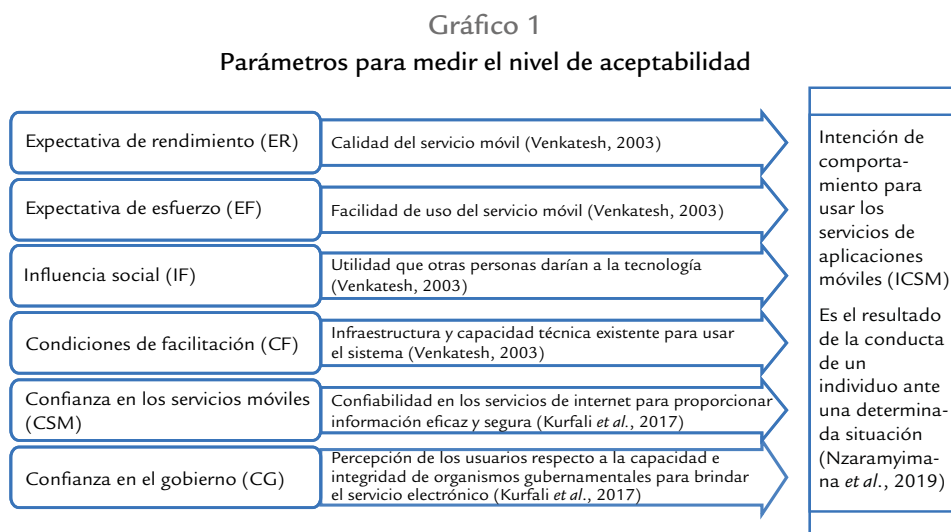 Gráfico 1
Parámetros para medir el nivel de aceptabilidad
Expectativa de rendimiento (ER)
Calidad del servicio móvil (Venkatesh, 2003)
Expectativa de esfuerzo (EF)
Facilidad de uso del servicio móvil (Venkatesh, 2003)
Influencia social (IF)
Utilidad que otras personas darían a la tecnología
(Venkatesh, 2003)
Condiciones de facilitación (CF)
Infraestructura y capacidad técnica existente para usar
el sistema (Venkatesh, 2003)
Confianza en los servicios móviles
(CSM)
Confiabilidad en los servicios de internet para proporcionar
información eficaz y segura (Kurfali et al., 2017)
Confianza en el gobierno (CG)
Percepción de los usuarios respecto a la capacidad e
integridad de organismos gubernamentales para brindar
el servicio electrónico (Kurfali et al., 2017)
Intención de
comporta-
miento para
usar los
servicios de
aplicaciones
móviles (ICSM)
Es el resultado
de la conducta
de un
individuo ante
una determina-
da situación
(Nzaramyima-
na et al., 2019)